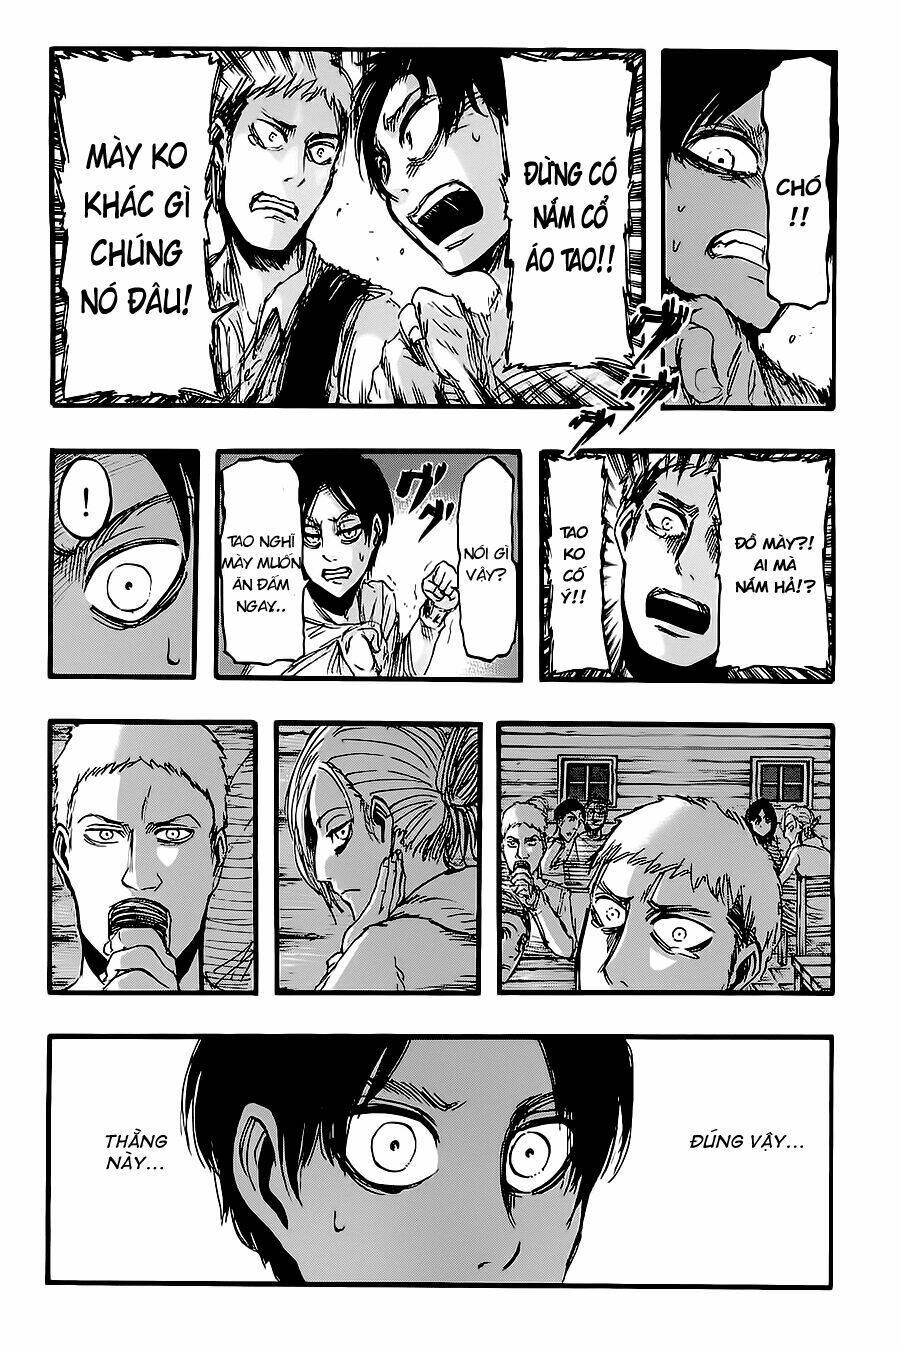 CHÓ
!!
ĐỪNG CÓ
NẮM CỔ
ÁO TAO!!
MÀY KO
KHÁC GÌ
CHÚNG
NÓ ĐÂU!
ĐỒ MÀY?!
AI MÀ
NẮM HẢ!?
TAO
KO
CỐ
Ý!!
NÓI GÌ
VẬY?
TAO NGHĨ
MÀY MUỐN
ĂN ĐẤM
NGAY..
!
ĐÚNG VẬY...
THẰNG
NÀY...